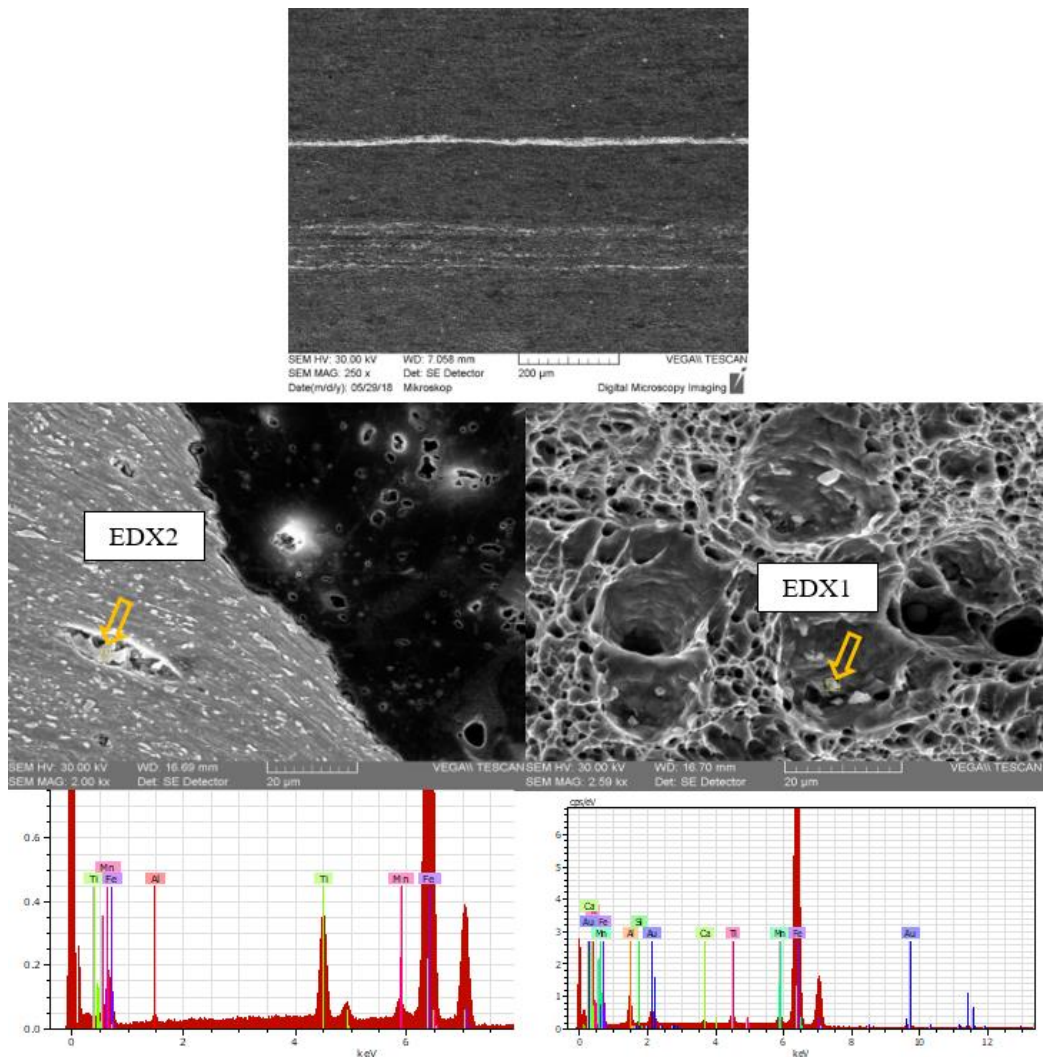 SEM HV: 30.00 kV WD: 7.058 mm VEGA\\ TESCAN
SEM MAG: 250 x Det: SE Detector 200 µm
Date(m/d/y): 05/29/18 Mikroskop Digital Microscopy Imaging
EDX2
SEM HV: 30.00 kV WD: 16.69 mm VEGA\\ TESCAN
SEM MAG: 2.00 kx Det: SE Detector 20 µm
EDX1
SEM HV: 30.00 kV WD: 16.70 mm VEGA\\ TESCAN
SEM MAG: 2.59 kx Det: SE Detector 20 µm
0.6
0.4
0.2
0.0
Mn
Ti Fe Al Ti Mn Fe
0 2 4 6
keV
cps/eV
6
5
4
3
2
1
0
Ca
Au Fe
Mn Al Si Au Ca Ti Mn Fe Au
0 2 4 6 8 10 12
keV